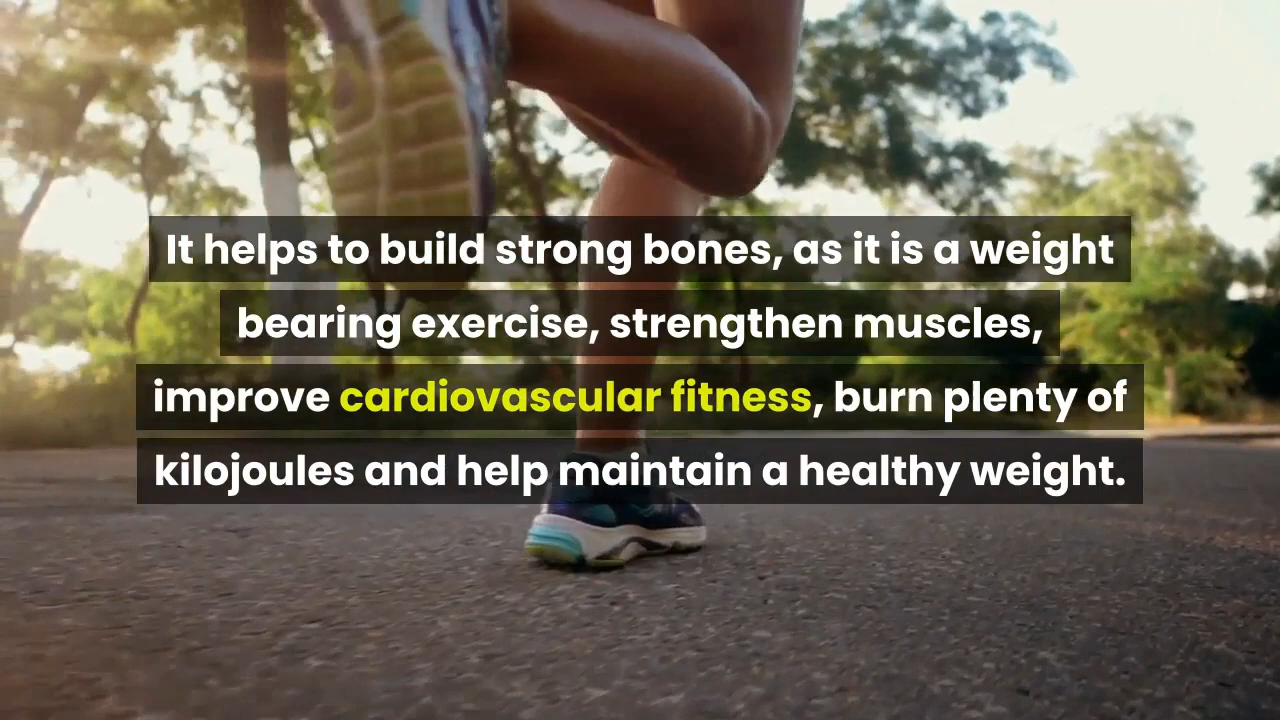 It helps to build strong bones, as it is a weight
bearing exercise, strengthen muscles,
improve cardiovascular fitness, burn plenty of
kilojoules and help maintain a healthy weight.